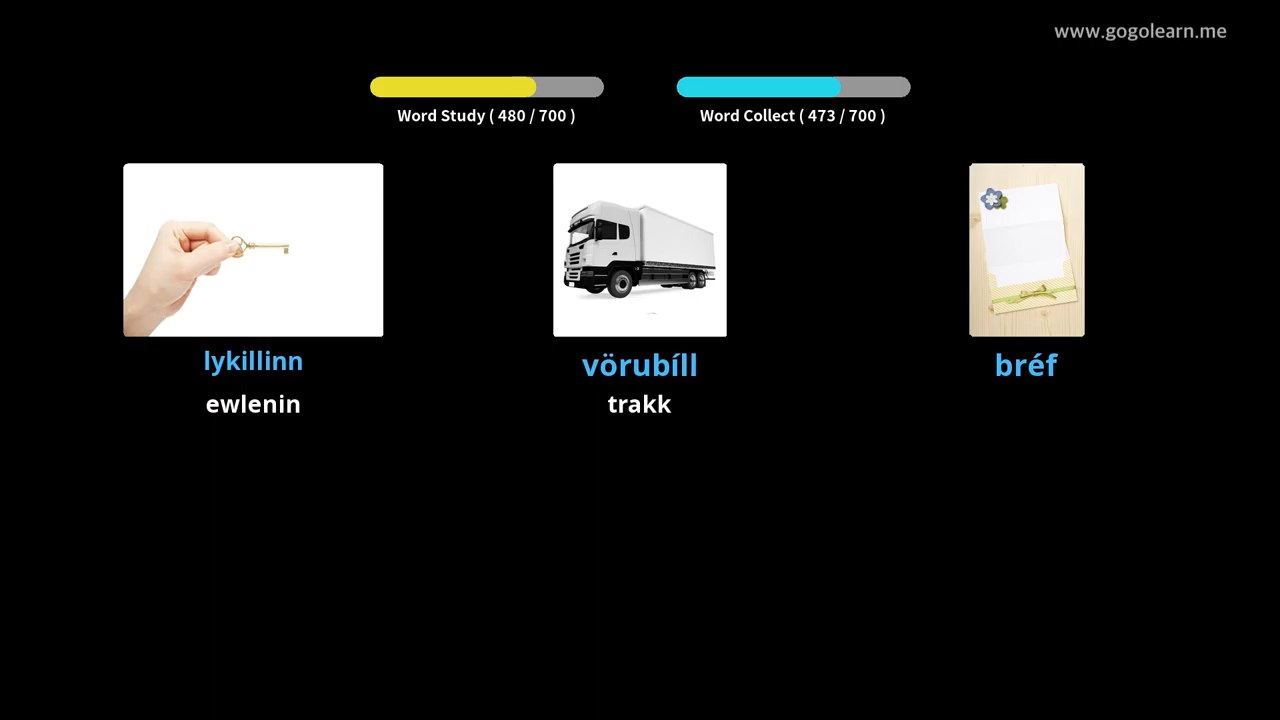 www.gogolearn.me
Word Study ( 480 / 700 )
Word Collect ( 473 / 700 )
lykillinn
vörubíll
bréf
ewlenin
trakk